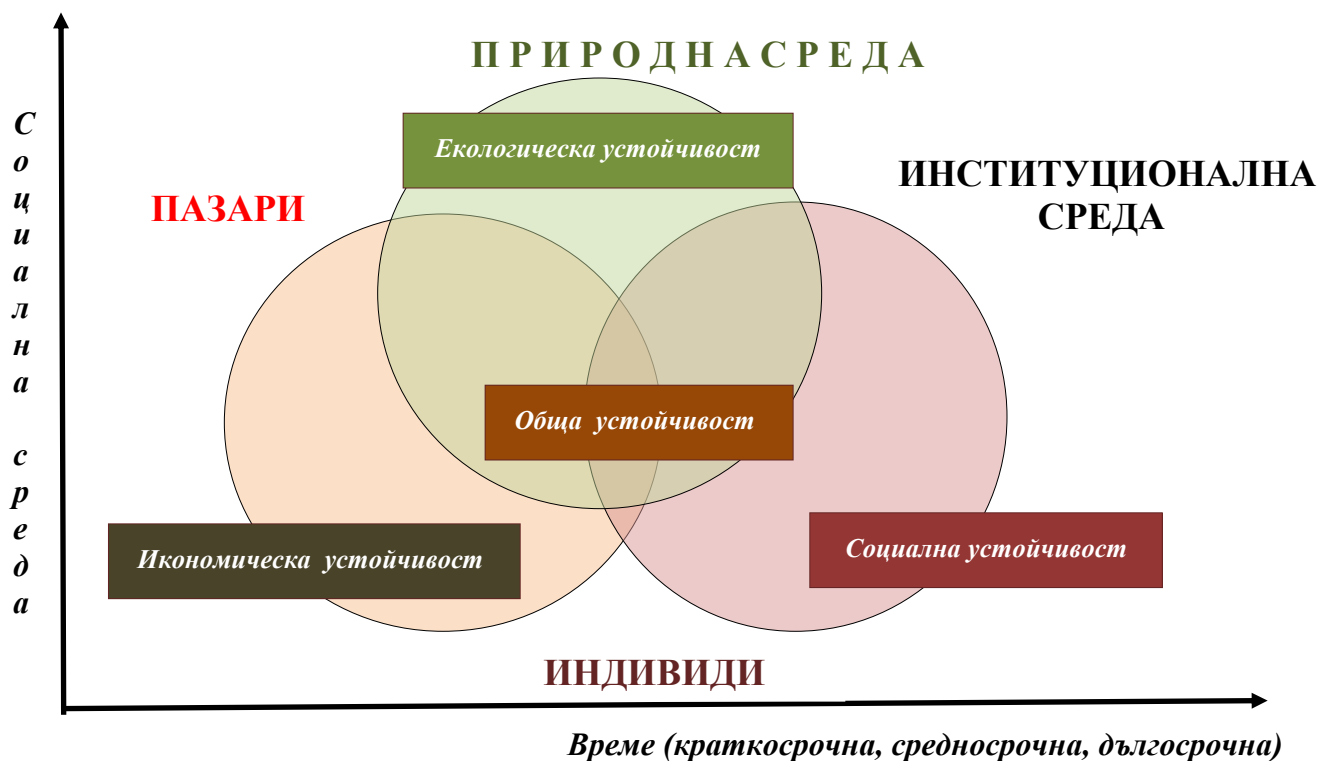 П Р И Р О Д Н А С Р Е Д А
Екологическа устойчивост
ИНСТИТУЦИОНАЛНА
СРЕДА
ПАЗАРИ
Социална среда
Обща устойчивост
Икономическа устойчивост
Социална устойчивост
ИНДИВИДИ
Време (краткосрочна, средносрочна, дългосрочна)